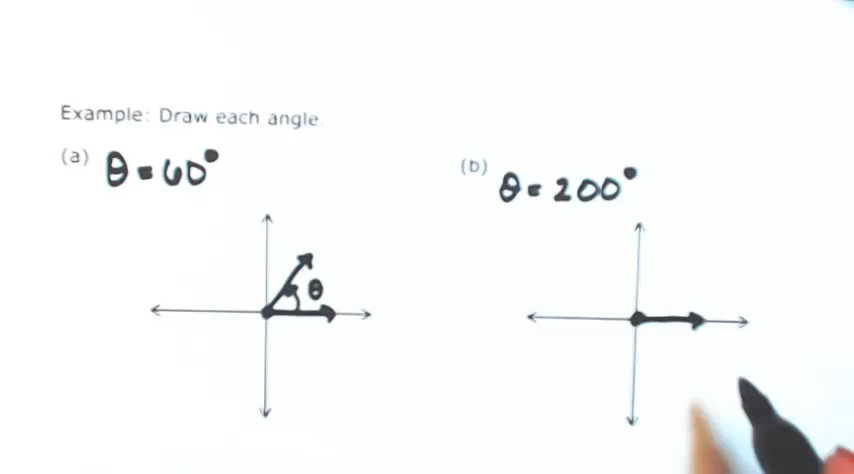 Example: Draw each angle.
(a) θ = 60°
(b) θ = 200°
θ